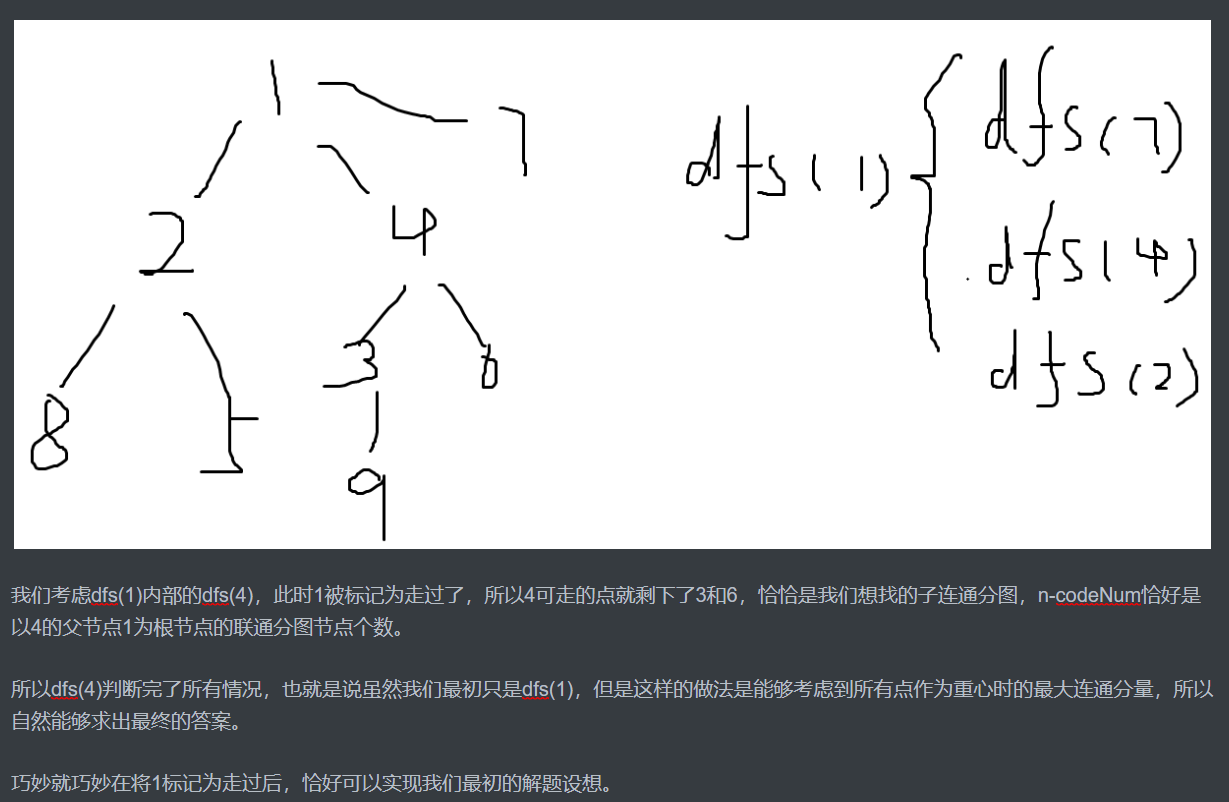 1
7
dfs(1)
dfs(7)
2
4
dfs(4)
8
5
3
6
dfs(2)
9
我们考虑dfs(1)内部的dfs(4)，此时1被标记为走过了，所以4可走的点就剩下了3和6，恰恰是我们想找的子连通分图，n-codeNum恰好是
以4的父节点1为根节点的联通分图节点个数。
所以dfs(4)判断完了所有情况，也就是说虽然我们最初只是dfs(1)，但是这样的做法是能够考虑到所有点作为重心时的最大连通分量，所以
自然能够求出最终的答案。
巧妙就巧妙在将1标记为走过后，恰好可以实现我们最初的解题设想。